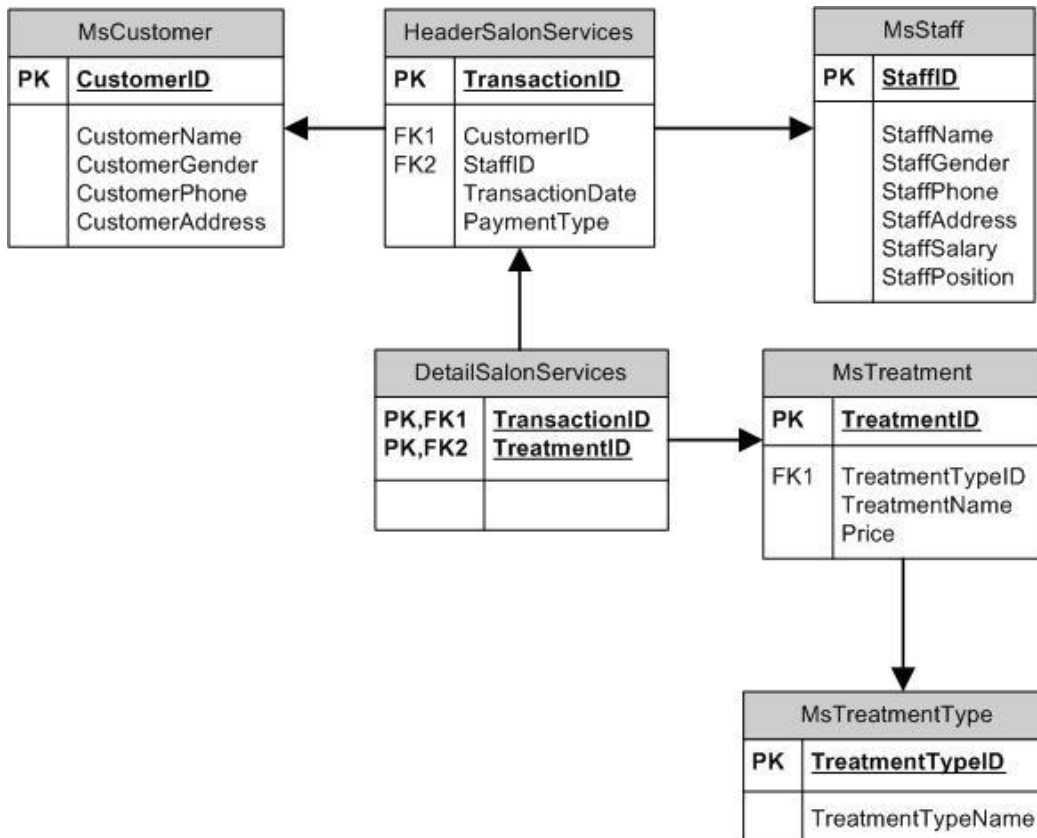 MsCustomer
PK CustomerID
CustomerName
CustomerGender
CustomerPhone
CustomerAddress
HeaderSalonServices
PK TransactionID
FK1 CustomerID
FK2 StaffID
TransactionDate
PaymentType
MsStaff
PK StaffID
StaffName
StaffGender
StaffPhone
StaffAddress
StaffSalary
StaffPosition
DetailSalonServices
PK,FK1 TransactionID
PK,FK2 TreatmentID
MsTreatment
PK TreatmentID
FK1 TreatmentTypeID
TreatmentName
Price
MsTreatmentType
PK TreatmentTypeID
TreatmentTypeName